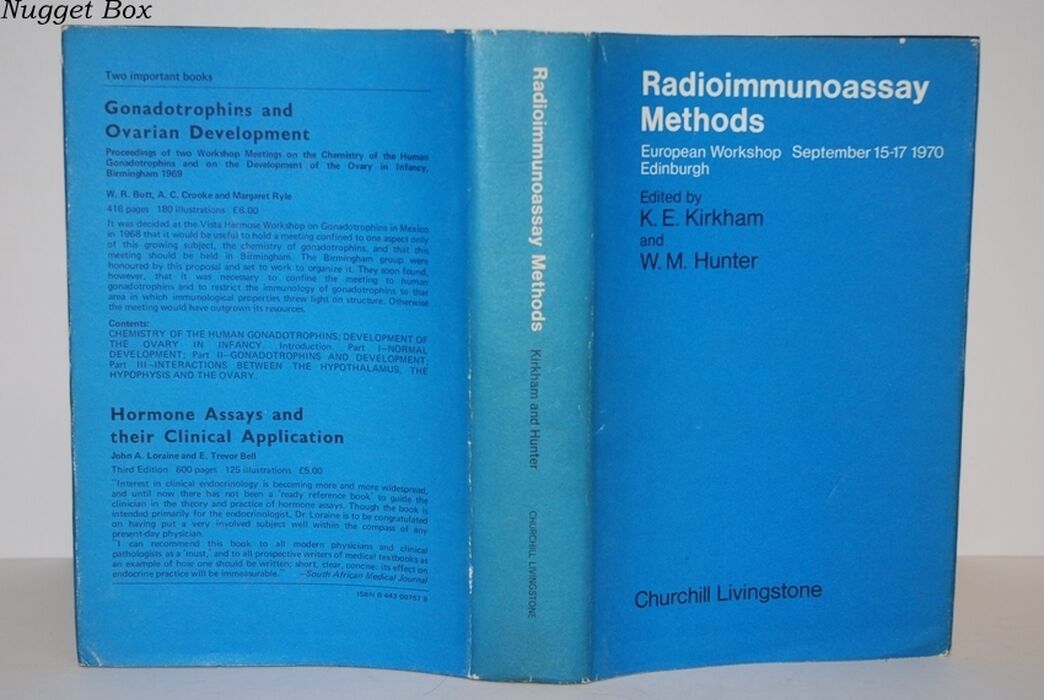 Nugget Box
Two important books
Gonadotrophins and
Ovarian Development
Proceedings of two Workshop Meetings on the Chemistry of the Human
Gonadotrophins and on the Development of the Ovary in Infancy,
Birmingham 1969
W. R. Butt, A. C. Crooke and Margaret Ryle
416 pages 180 illustrations £6.00
It was decided at the Vista Hermose Workshop on Gonadotrophins in Mexico
in 1968 that it would be useful to hold a meeting confined to one aspect only
of this growing subject, the chemistry of gonadotrophins, and that this
meeting should be held in Birmingham. The Birmingham group were
honoured by this proposal and set to work to organize it. They soon found,
however, that it was necessary to confine the meeting to human
gonadotrophins and to restrict the immunology of gonadotrophins to that
area in which immunological properties threw light on structure. Otherwise
the meeting would have outgrown its resources.
Contents:
CHEMISTRY OF THE HUMAN GONADOTROPHINS; DEVELOPMENT OF
THE OVARY IN INFANCY. Introduction. Part I—NORMAL
DEVELOPMENT; Part II—GONADOTROPHINS AND DEVELOPMENT;
Part III—INTERACTIONS BETWEEN THE HYPOTHALAMUS, THE
HYPOPHYSIS AND THE OVARY.
Hormone Assays and
their Clinical Application
John A. Loraine and E. Trevor Bell
Third Edition 600 pages 125 illustrations £5.00
"Interest in clinical endocrinology is becoming more and more widespread,
and until now there has not been a 'ready reference book' to guide the
clinician in the theory and practice of hormone assays. Though the book is
intended primarily for the endocrinologist, Dr Loraine is to be congratulated
on having put a very involved subject well within the compass of any
present-day physician.
"I can recommend this book to all modern physicians and clinical
pathologists as a 'must,' and to all prospective writers of medical textbooks as
an example of how one should be written; short, clear, concise: its effect on
endocrine practice will be immeasurable." —South African Medical Journal
ISBN 0 443 00757 8
Radioimmunoassay Methods Kirkham and Hunter CHURCHILL LIVINGSTONE
Radioimmunoassay
Methods
European Workshop September 15-17 1970
Edinburgh
Edited by
K. E. Kirkham
and
W. M. Hunter
Churchill Livingstone